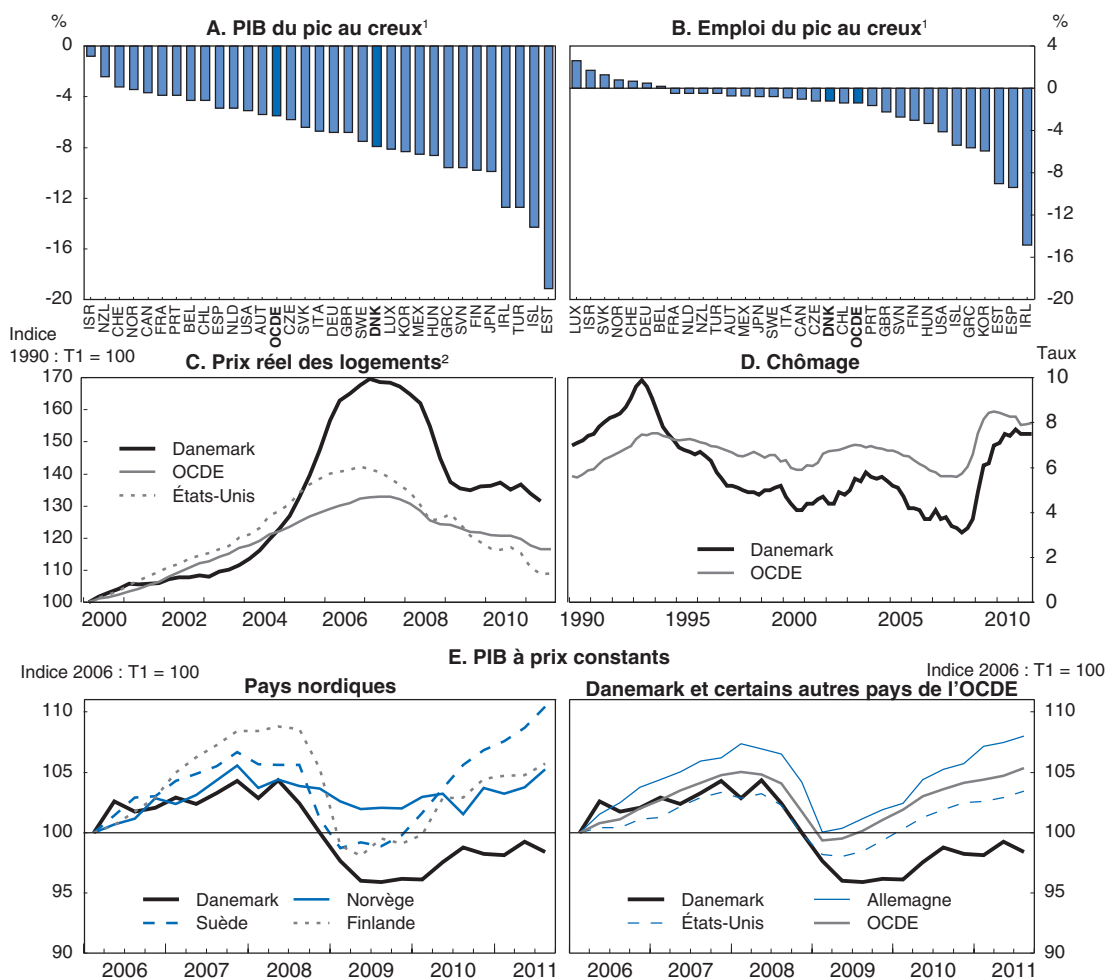 A. PIB du pic au creux¹
%
0
-4
-8
-12
-16
-20
ISR NZL CHE NOR CAN FRA PRT BEL CHL ESP NLD USA AUT OCDE CZE SVK ITA DEU GBR SWE DNK LUX KOR MEX HUN GRC SVN FIN JPN IRL TUR ISL EST
B. Emploi du pic au creux¹
%
4
0
-4
-8
-12
-16
-20
LUX ISR SVK NOR CHE DEU BEL FRA NLD NZL TUR AUT MEX JPN SWE ITA CAN CZE DNK CHL OCDE PRT GBR SVN FIN HUN USA ISL GRC KOR EST ESP IRL
Indice
1990 : T1 = 100
C. Prix réel des logements²
170
160
150
140
130
120
110
100
Danemark
OCDE
États-Unis
2000 2002 2004 2006 2008 2010
D. Chômage
Taux
10
8
6
4
2
0
Danemark
OCDE
1990 1995 2000 2005 2010
E. PIB à prix constants
Indice 2006 : T1 = 100
Pays nordiques
110
105
100
95
90
Danemark Norvège
Suède Finlande
2006 2007 2008 2009 2010 2011
Indice 2006 : T1 = 100
Danemark et certains autres pays de l'OCDE
110
105
100
95
90
Danemark Allemagne
États-Unis OCDE
2006 2007 2008 2009 2010 2011